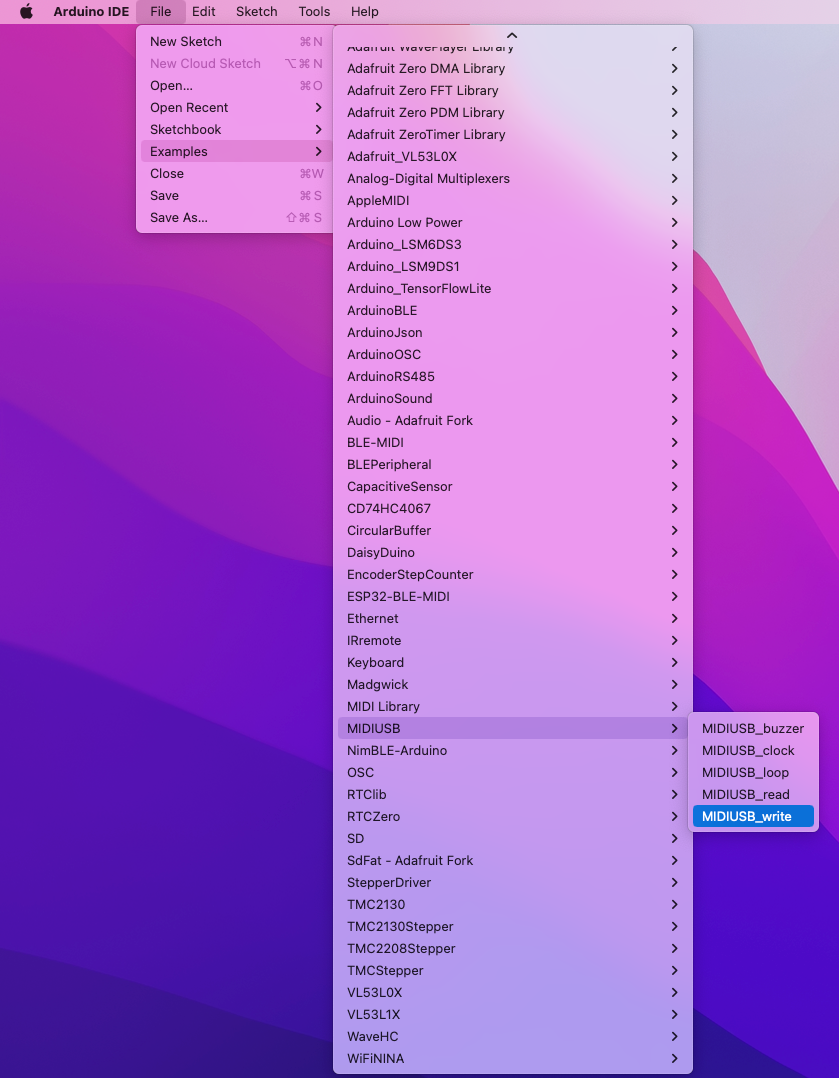 Arduino IDE File Edit Sketch Tools Help
New Sketch ⌘N
New Cloud Sketch ⌥⌘N
Open... ⌘O
Open Recent
Sketchbook
Examples
Close ⌘W
Save ⌘S
Save As... ⇧⌘S
Adafruit WavePlayer Library
Adafruit Zero DMA Library
Adafruit Zero FFT Library
Adafruit Zero PDM Library
Adafruit ZeroTimer Library
Adafruit_VL53L0X
Analog-Digital Multiplexers
AppleMIDI
Arduino Low Power
Arduino_LSM6DS3
Arduino_LSM9DS1
Arduino_TensorFlowLite
ArduinoBLE
ArduinoJson
ArduinoOSC
ArduinoRS485
ArduinoSound
Audio - Adafruit Fork
BLE-MIDI
BLEPeripheral
CapacitiveSensor
CD74HC4067
CircularBuffer
DaisyDuino
EncoderStepCounter
ESP32-BLE-MIDI
Ethernet
IRremote
Keyboard
Madgwick
MIDI Library
MIDIUSB
NimBLE-Arduino
OSC
RTClib
RTCZero
SD
SdFat - Adafruit Fork
StepperDriver
TMC2130
TMC2130Stepper
TMC2208Stepper
TMCStepper
VL53L0X
VL53L1X
WaveHC
WiFiNINA
MIDIUSB_buzzer
MIDIUSB_clock
MIDIUSB_loop
MIDIUSB_read
MIDIUSB_write